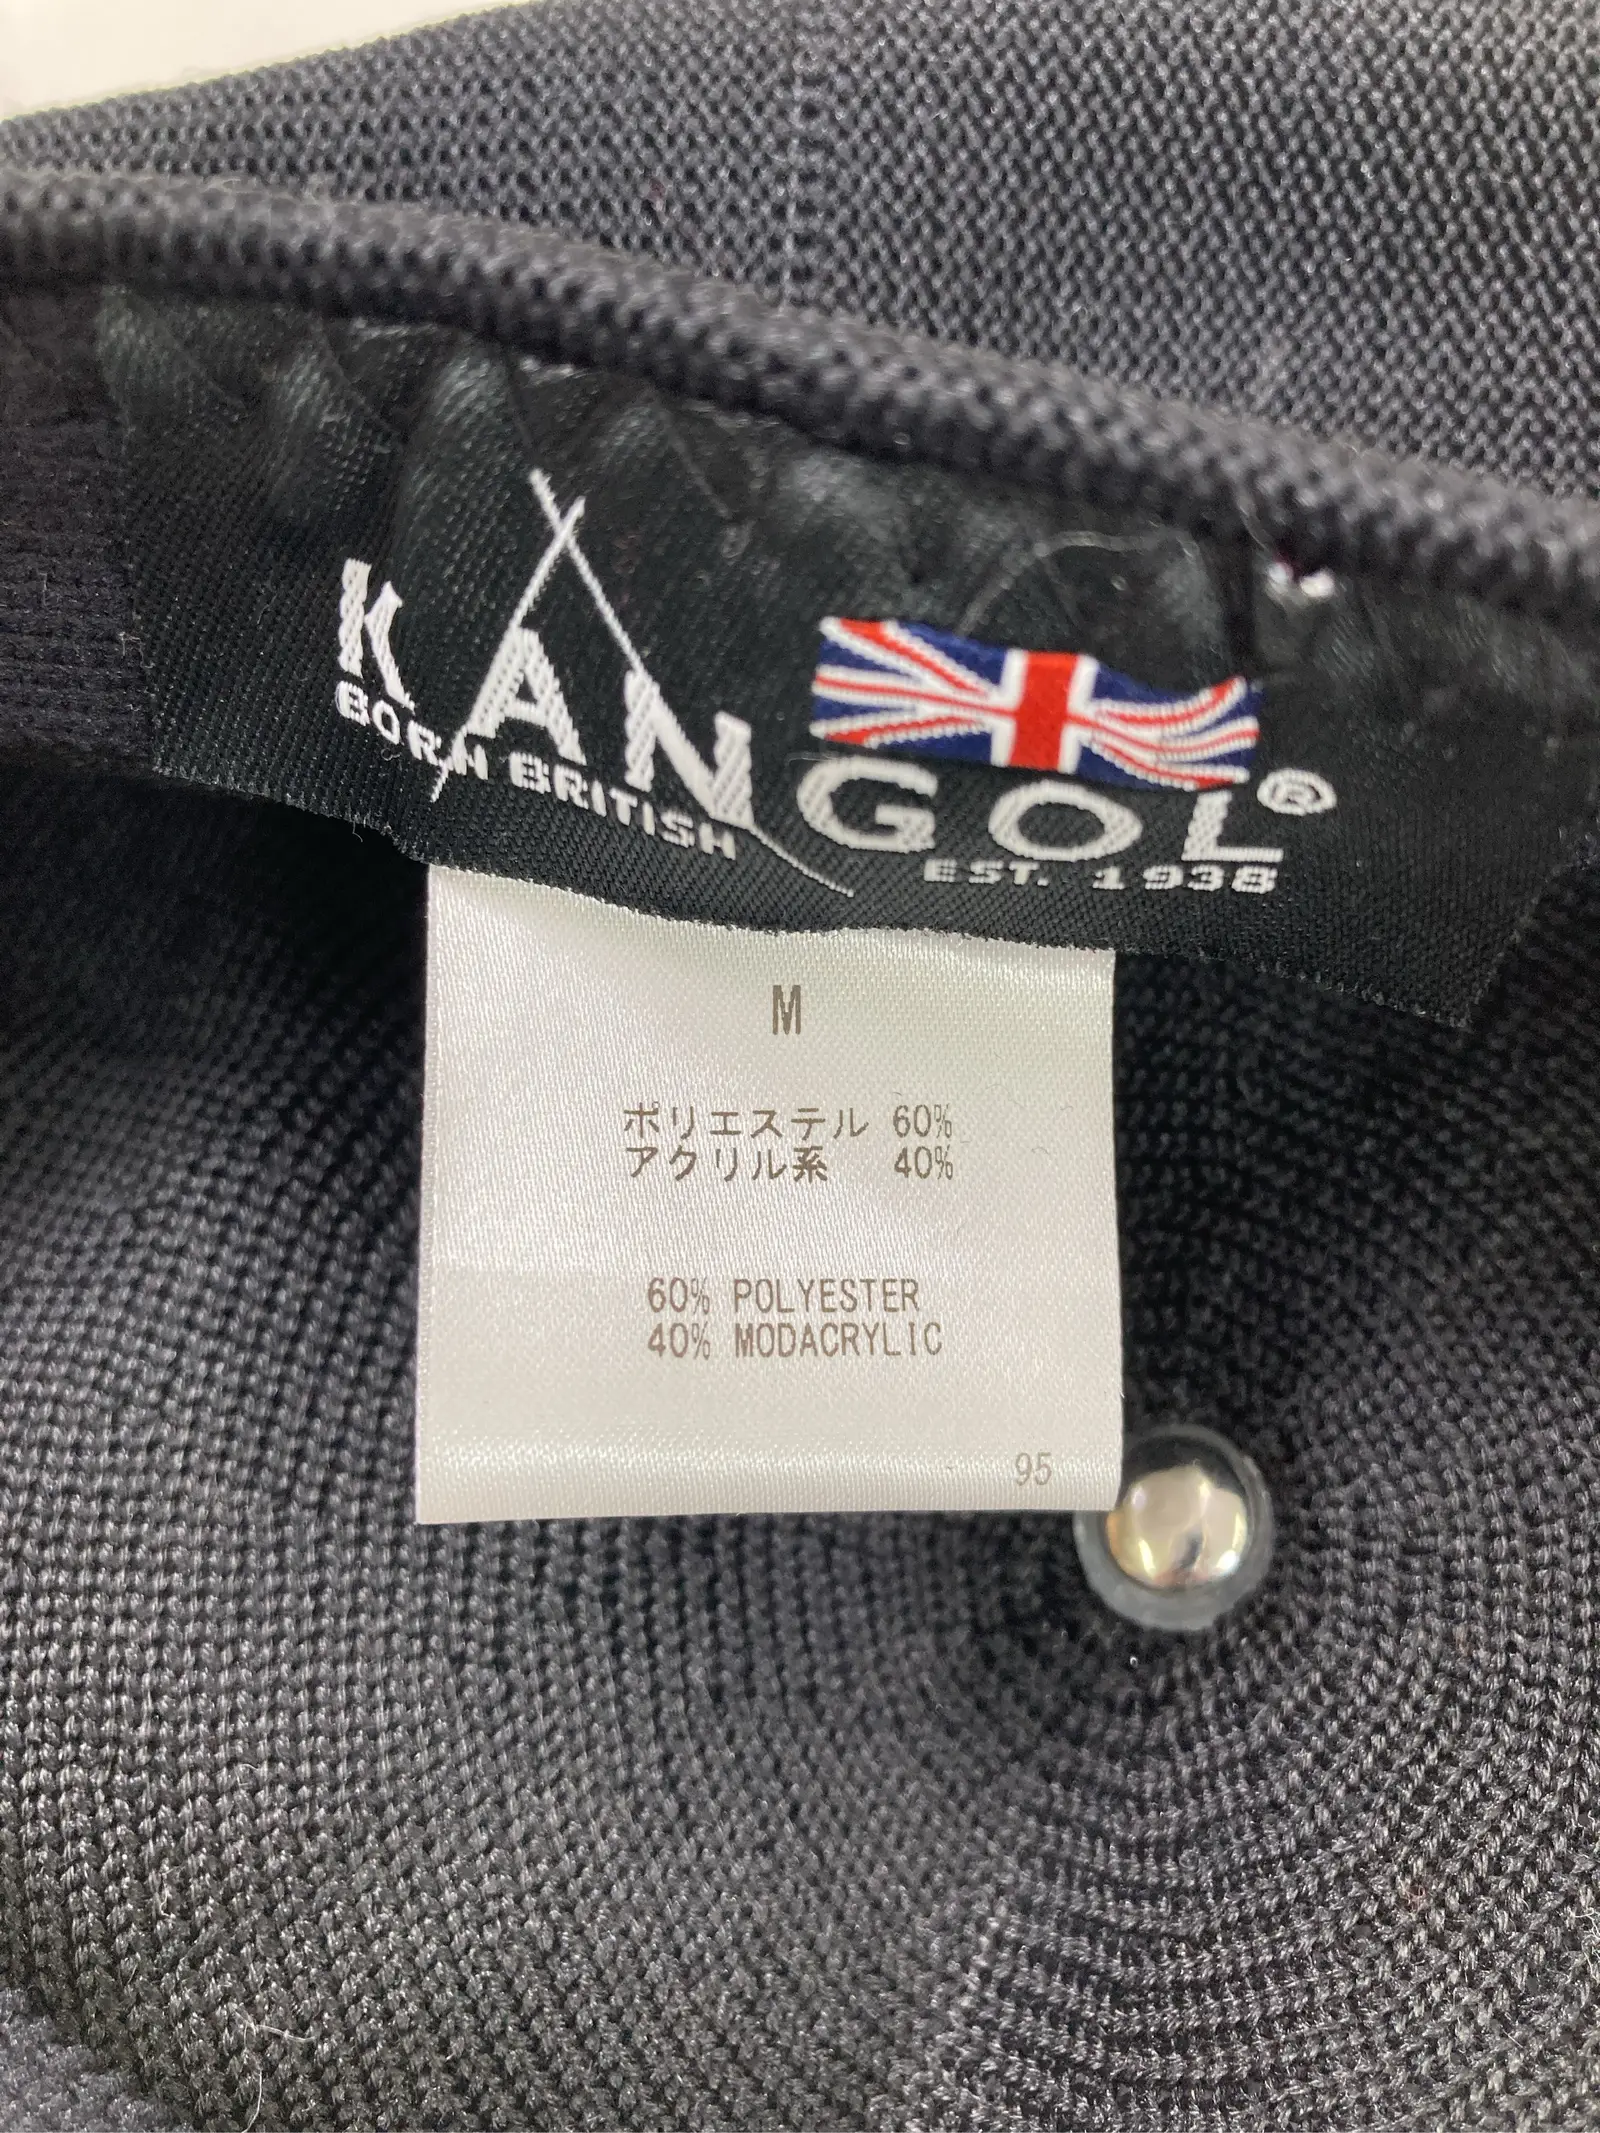 KANGOL®
BORN BRITISH
EST. 1938
M
ポリエステル 60%
アクリル系 40%
60% POLYESTER
40% MODACRYLIC
95